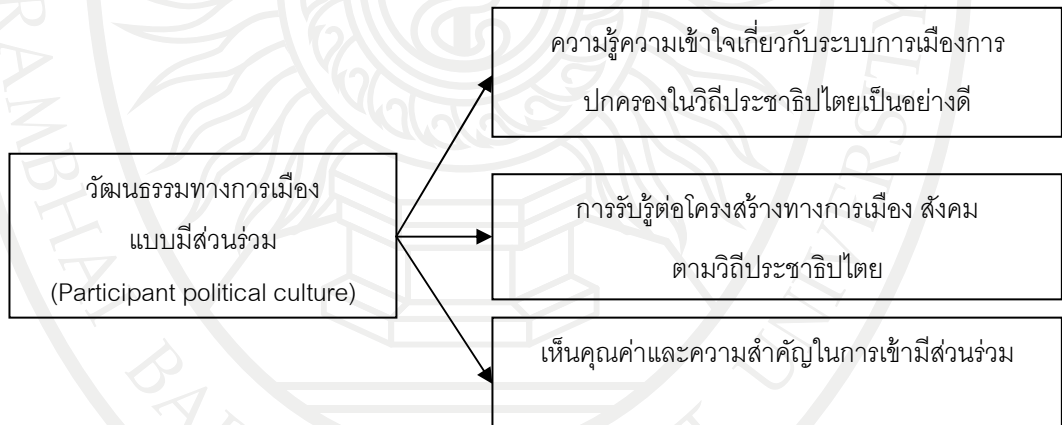 ความรู้ความเข้าใจเกี่ยวกับระบบการเมืองการ
ปกครองในวิถีประชาธิปไตยเป็นอย่างดี
วัฒนธรรมทางการเมือง
แบบมีส่วนร่วม
(Participant political culture)
การรับรู้ต่อโครงสร้างทางการเมือง สังคม
ตามวิถีประชาธิปไตย
เห็นคุณค่าและความสำคัญในการเข้ามีส่วนร่วม